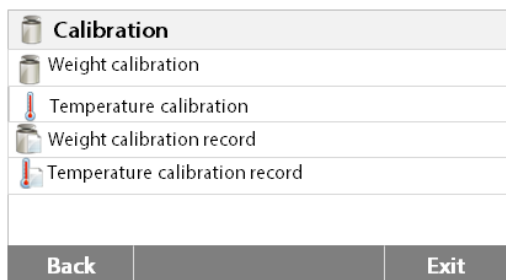 Calibration
Weight calibration
Temperature calibration
Weight calibration record
Temperature calibration record
Back Exit